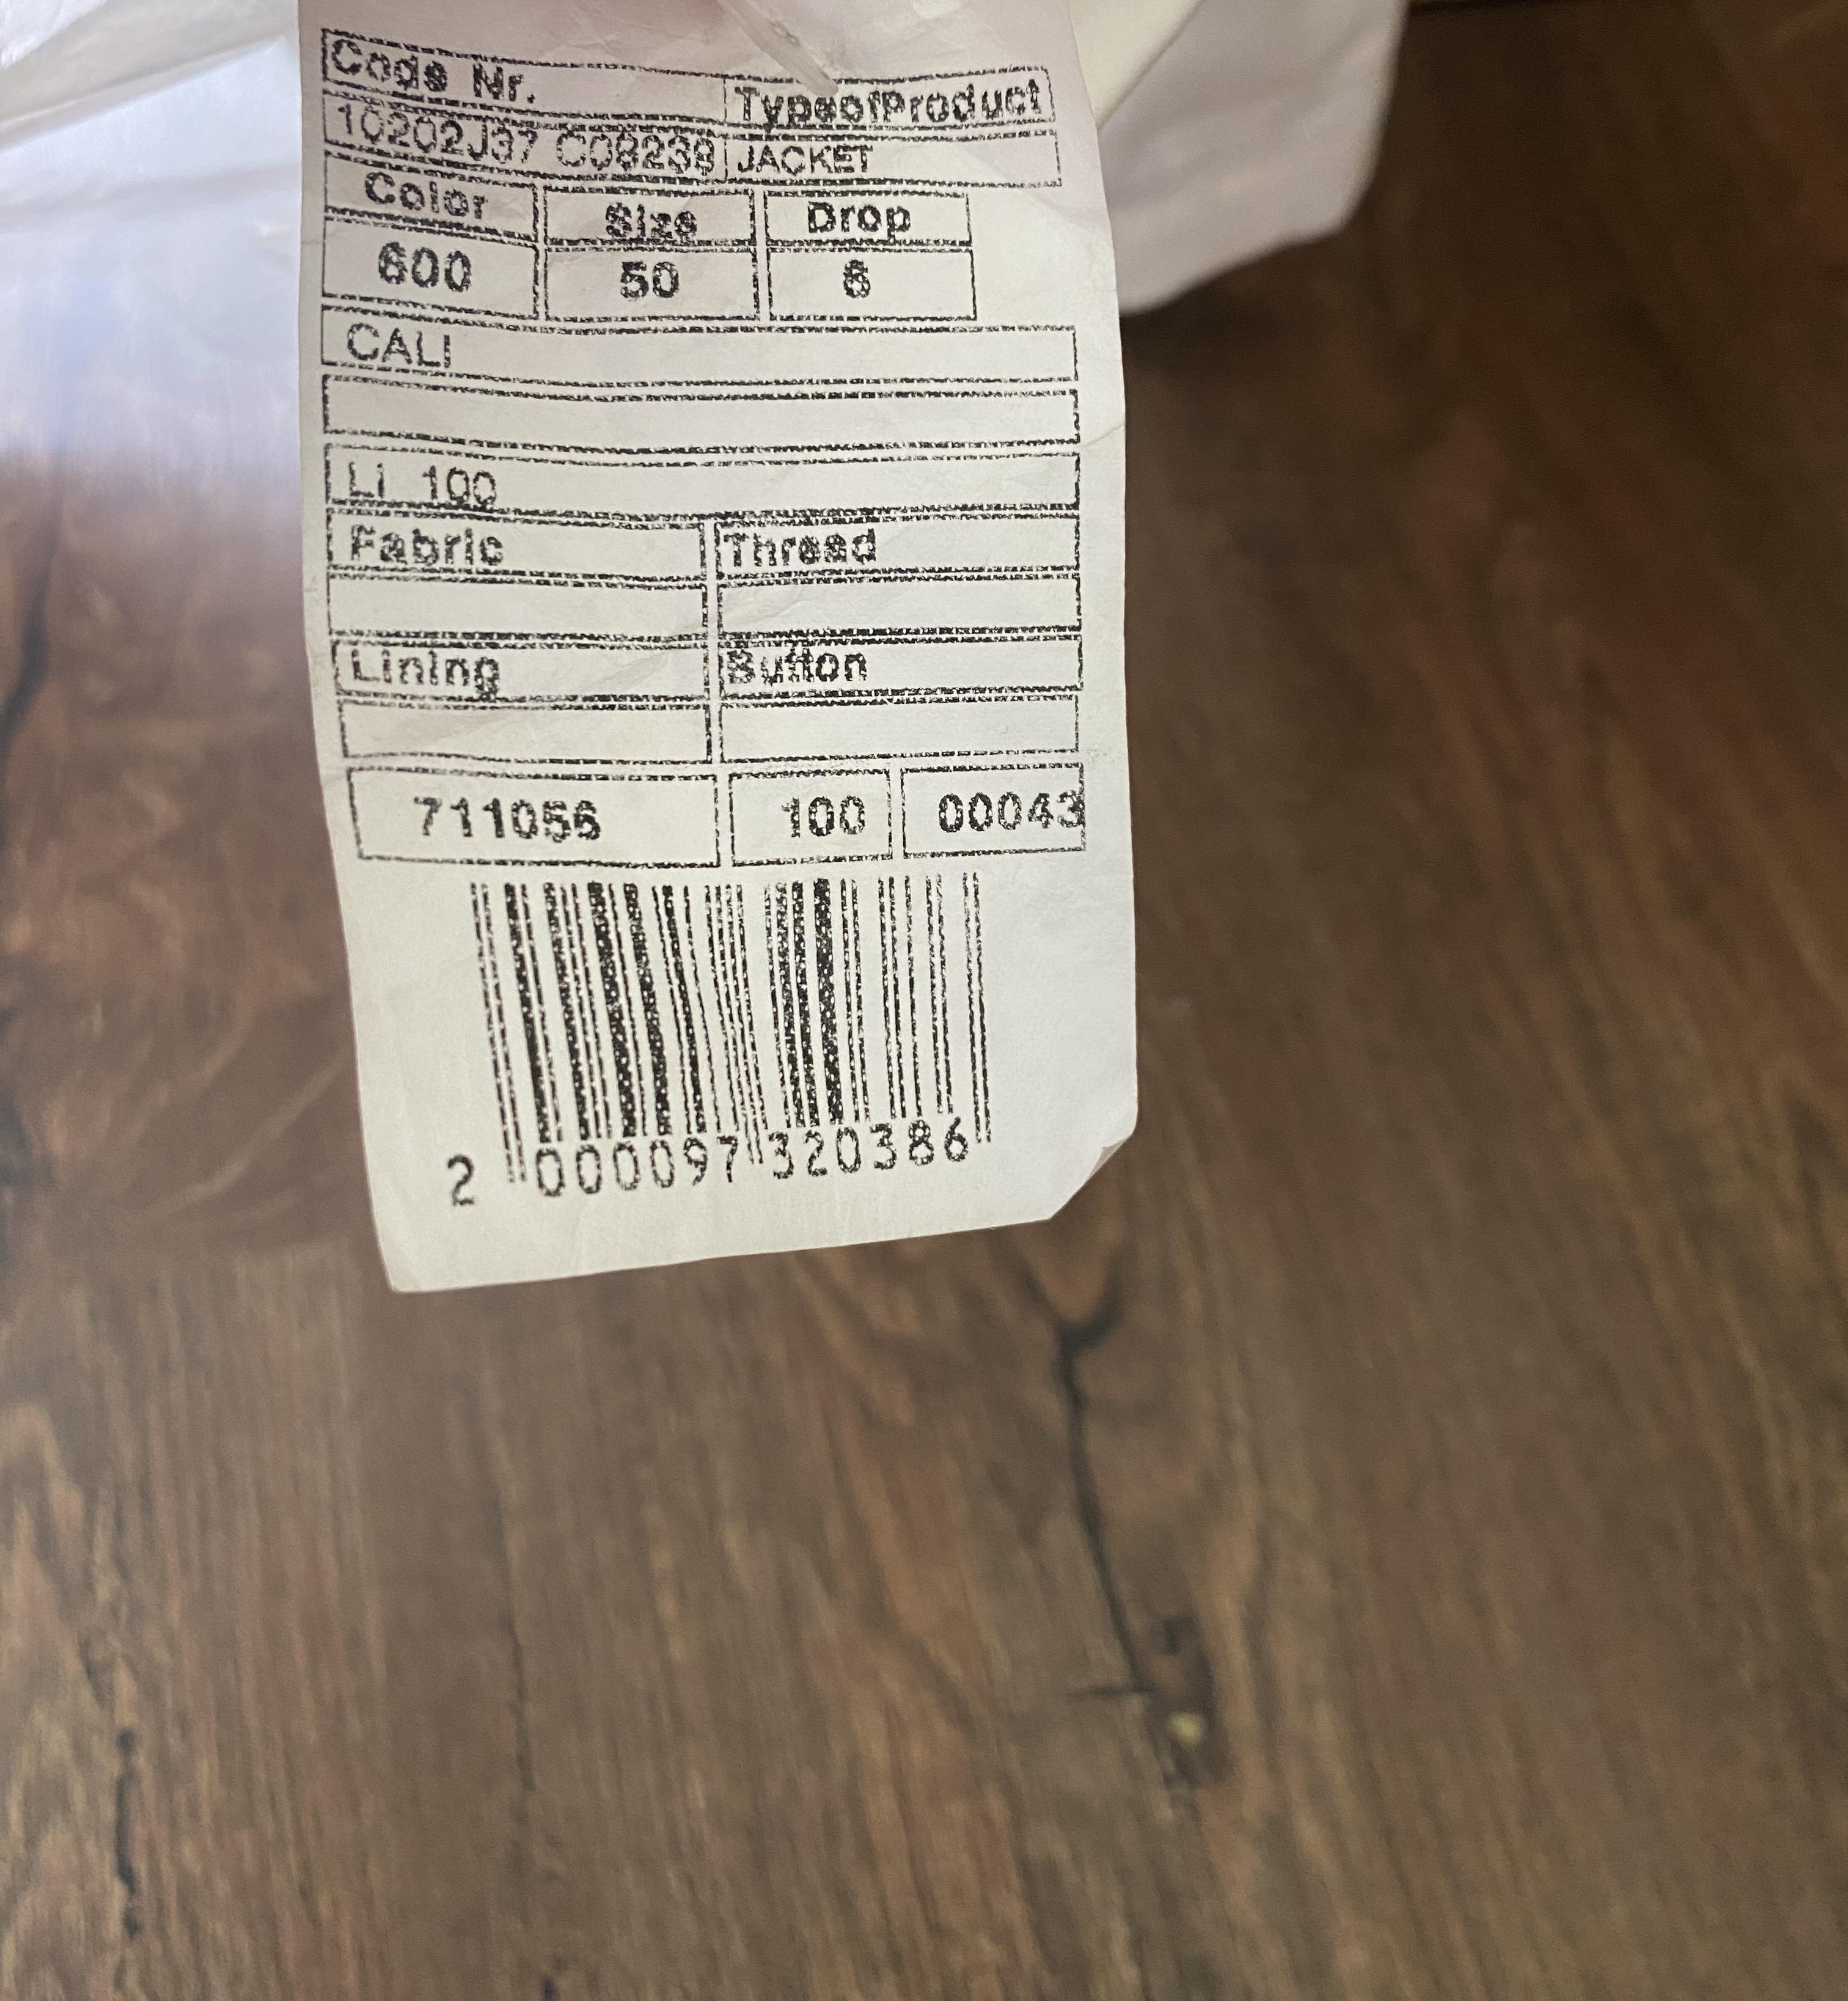 Code Nr. TypeofProduct
10202J37 C08239 JACKET
Color Size Drop
600 50 6
CALI
LI 100
Fabric Thread
Lining Button
711056 100 00043
2 000097 320386